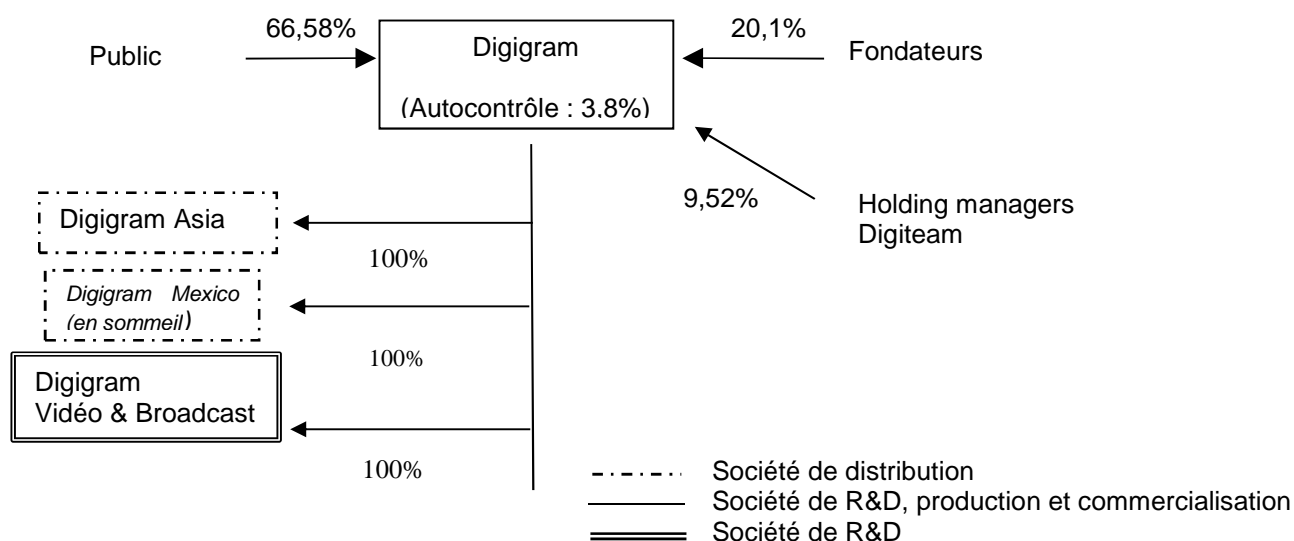 66,58%
20,1%
Public
Digigram
Fondateurs
(Autocontrôle : 3.8%)
9,52%
Holding managers
Digiteam
Digigram Asia
100%
Digigram Mexico
(en sommeil)
100%
Digigram
Vidéo & Broadcast
100%
Société de distribution
Société de R&D, production et commercialisation
Société de R&D